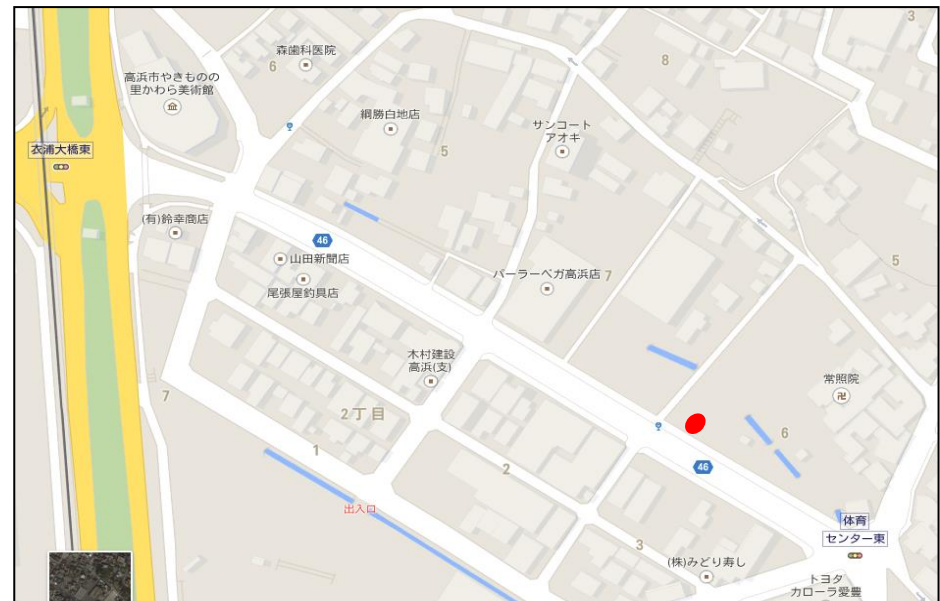 3
森歯科医院
6
8
高浜市やきものの
里かわら美術館
綱勝白地店
サンコート
アオキ
衣浦大橋東
5
(有)鈴幸商店
46
山田新聞店
尾張屋釣具店
パーラーベガ高浜店
7
5
木村建設
高浜(支)
常照院
卍
7
2丁目
6
1
2
46
出入口
体育
センター東
3
(株)みどり寿し
トヨタ
カローラ愛豊